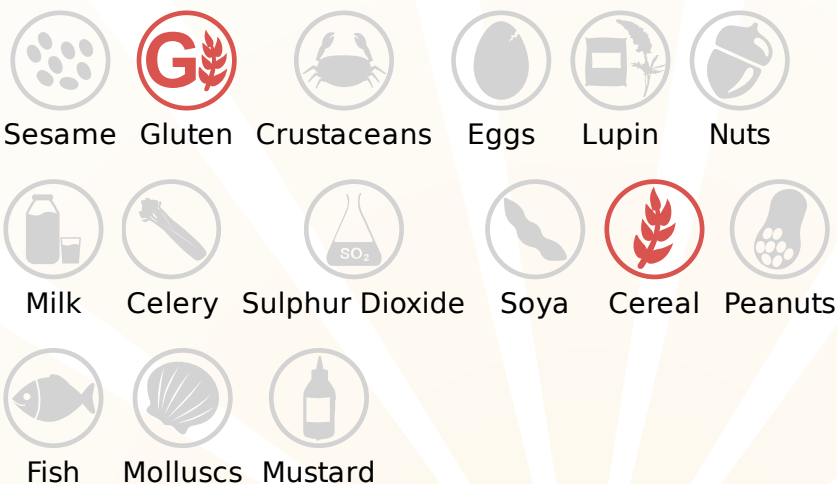 G
Sesame Gluten Crustaceans Eggs Lupin Nuts
SO₂
Milk Celery Sulphur Dioxide Soya Cereal Peanuts
Fish Molluscs Mustard